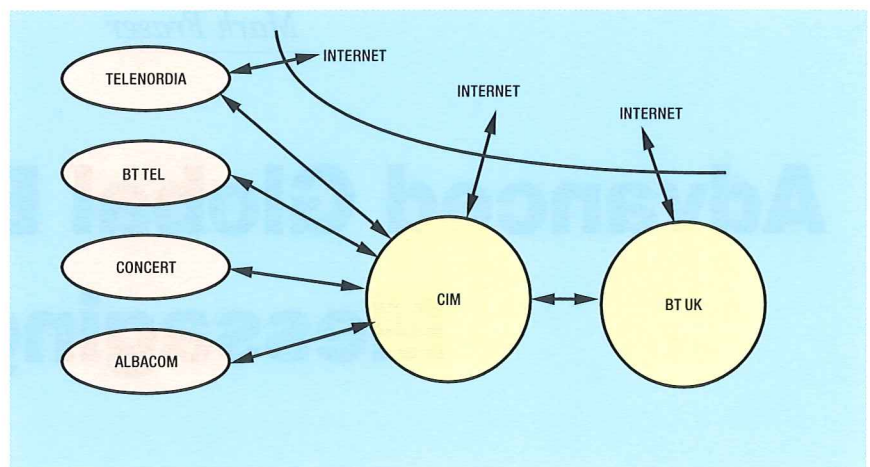 TELENORDIA
INTERNET
INTERNET
INTERNET
BT TEL
CONCERT
CIM
BT UK
ALBACOM